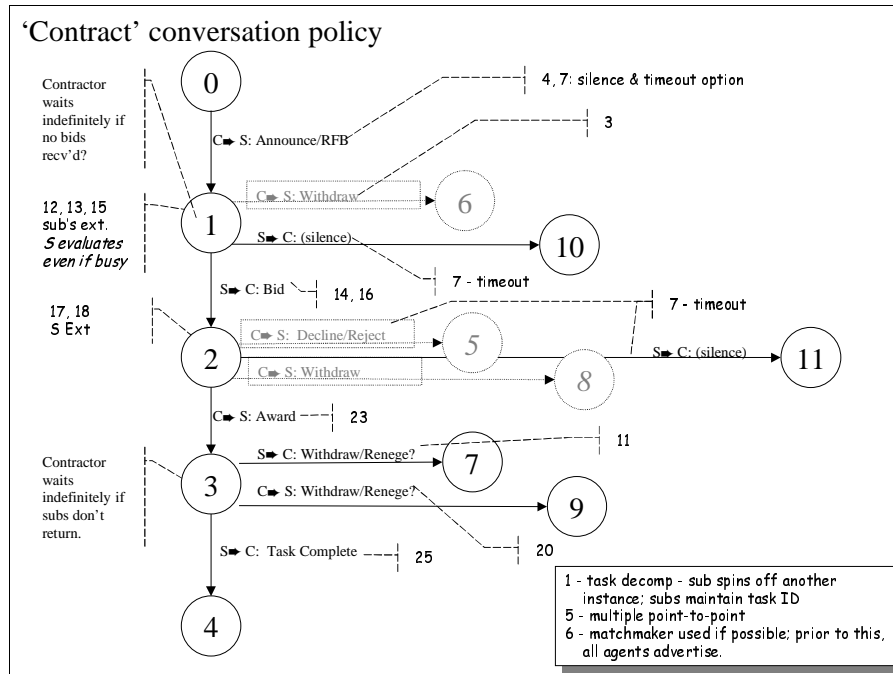 ‘Contract’ conversation policy
0
Contractor
waits
indefinitely if
no bids
recv'd?
4, 7: silence & timeout option
C➨ S: Announce/RFB
3
C➨ S: Withdraw
6
12, 13, 15
sub's ext.
S evaluates
even if busy
1
S➨ C: (silence)
10
7 - timeout
S➨ C: Bid
14, 16
7 - timeout
17, 18
S Ext
C➨ S:  Decline/Reject
5
2
S➨ C: (silence)
11
C➨ S: Withdraw
8
C➨ S: Award
23
S➨ C: Withdraw/Renege?
11
7
Contractor
waits
indefinitely if
subs don't
return.
3
C➨ S: Withdraw/Renege?
9
S➨ C:  Task Complete
25
20
4
1 - task decomp - sub spins off another
instance; subs maintain task ID
5 - multiple point-to-point
6 - matchmaker used if possible; prior to this,
all agents advertise.